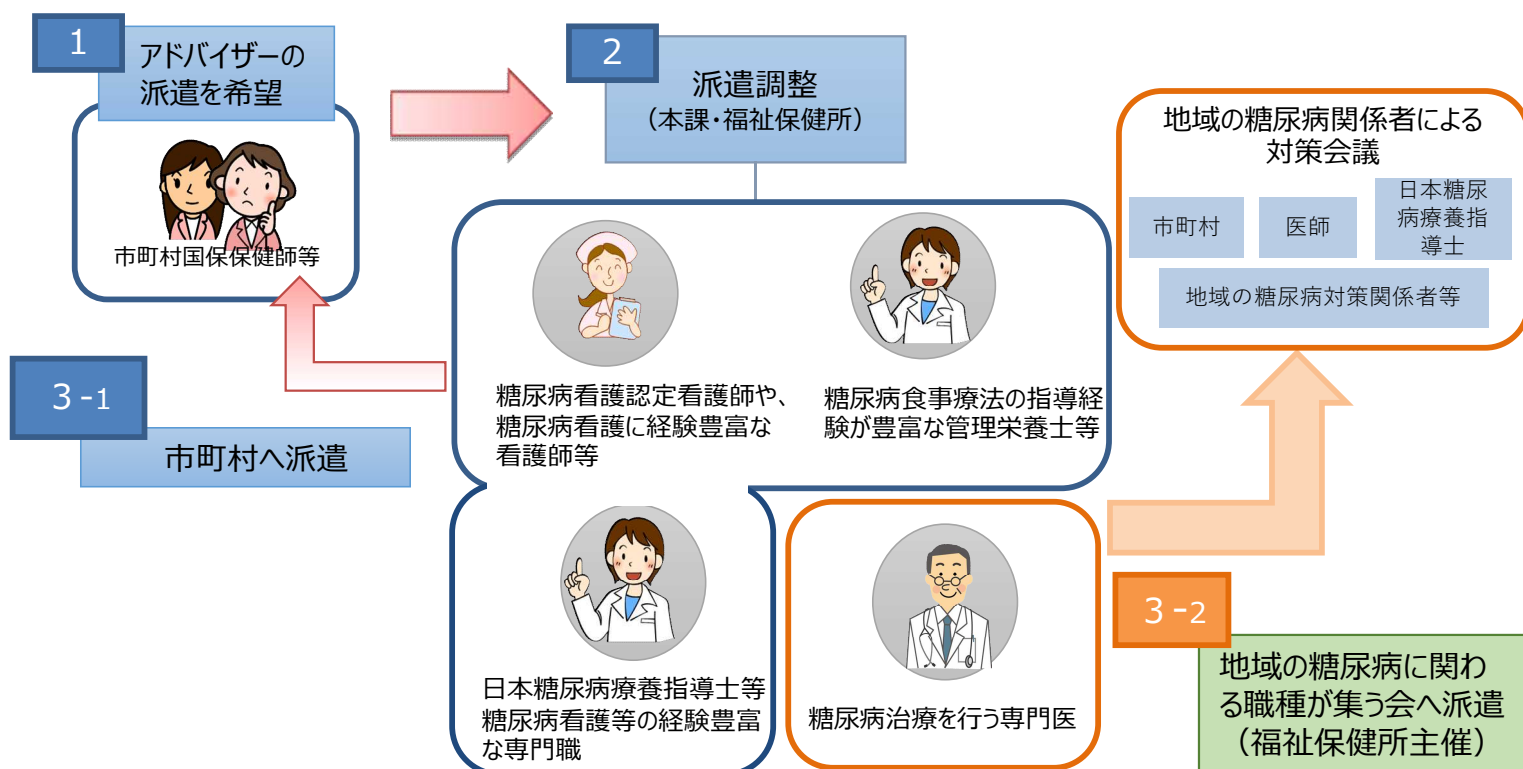 1
アドバイザーの
派遣を希望
市町村国保保健師等
2
派遣調整
（本課・福祉保健所）
地域の糖尿病関係者による
対策会議
市町村
医師
日本糖尿
病療養指
導士
地域の糖尿病対策関係者等
3-1
市町村へ派遣
糖尿病看護認定看護師や、
糖尿病看護に経験豊富な
看護師等
糖尿病食事療法の指導経
験が豊富な管理栄養士等
日本糖尿病療養指導士等
糖尿病看護等の経験豊富
な専門職
糖尿病治療を行う専門医
3-2
地域の糖尿病に関わ
る職種が集う会へ派遣
（福祉保健所主催）